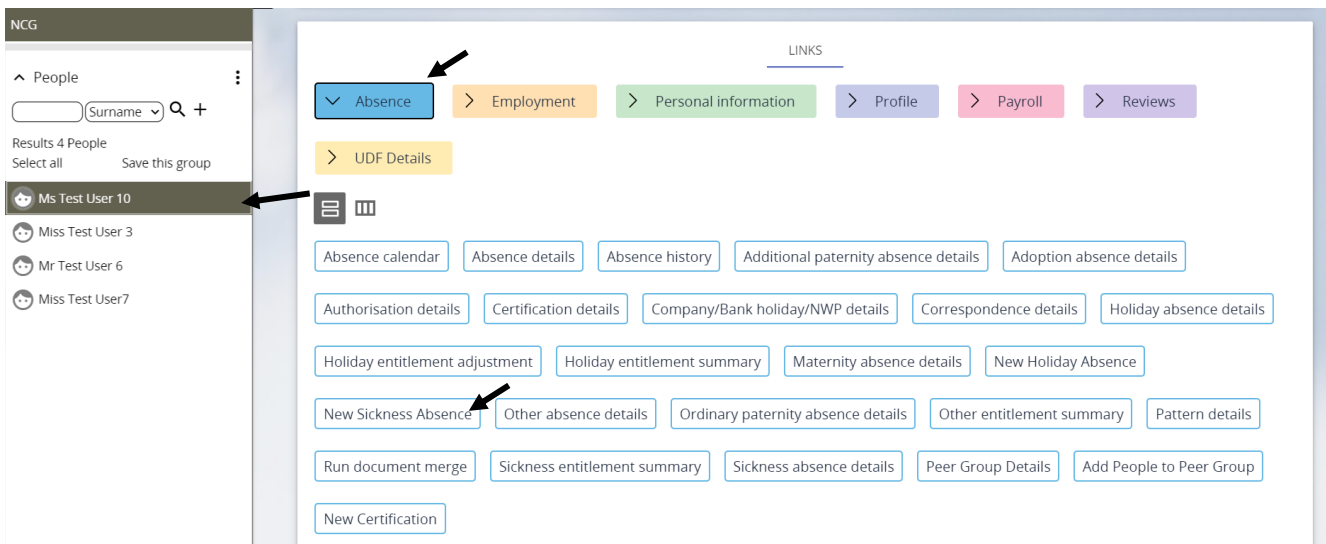 NCG
People
Surname
Results 4 People
Select all Save this group
Ms Test User 10
Miss Test User 3
Mr Test User 6
Miss Test User7
LINKS
Absence Employment Personal information Profile Payroll Reviews
UDF Details
Absence calendar Absence details Absence history Additional paternity absence details Adoption absence details
Authorisation details Certification details Company/Bank holiday/NWP details Correspondence details Holiday absence details
Holiday entitlement adjustment Holiday entitlement summary Maternity absence details New Holiday Absence
New Sickness Absence Other absence details Ordinary paternity absence details Other entitlement summary Pattern details
Run document merge Sickness entitlement summary Sickness absence details Peer Group Details Add People to Peer Group
New Certification